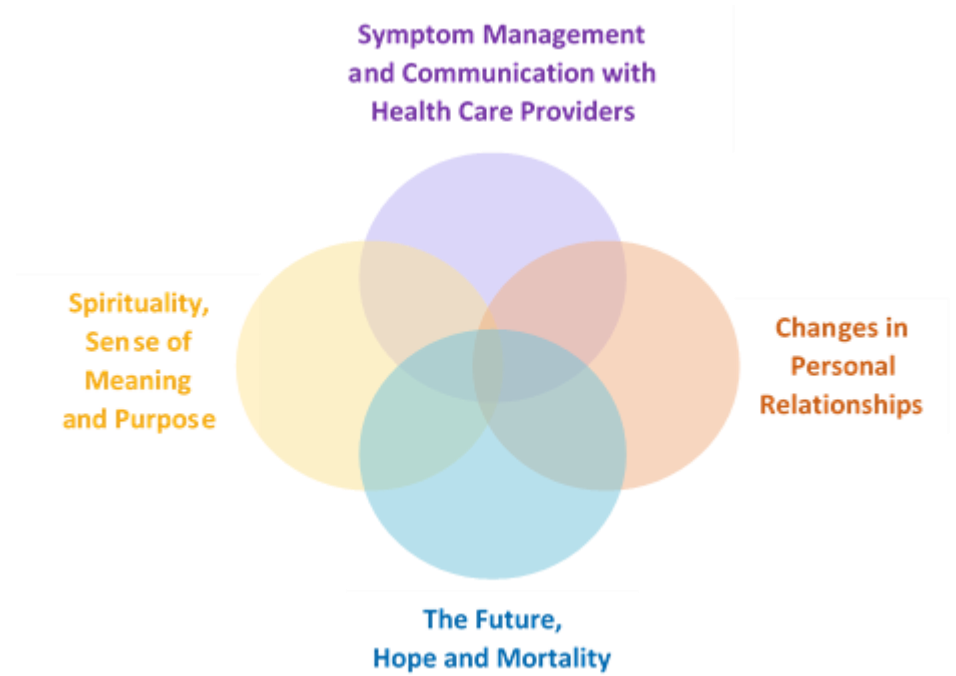 Symptom Management
and Communication with
Health Care Providers
Spirituality,
Sense of
Meaning
and Purpose
Changes in
Personal
Relationships
The Future,
Hope and Mortality